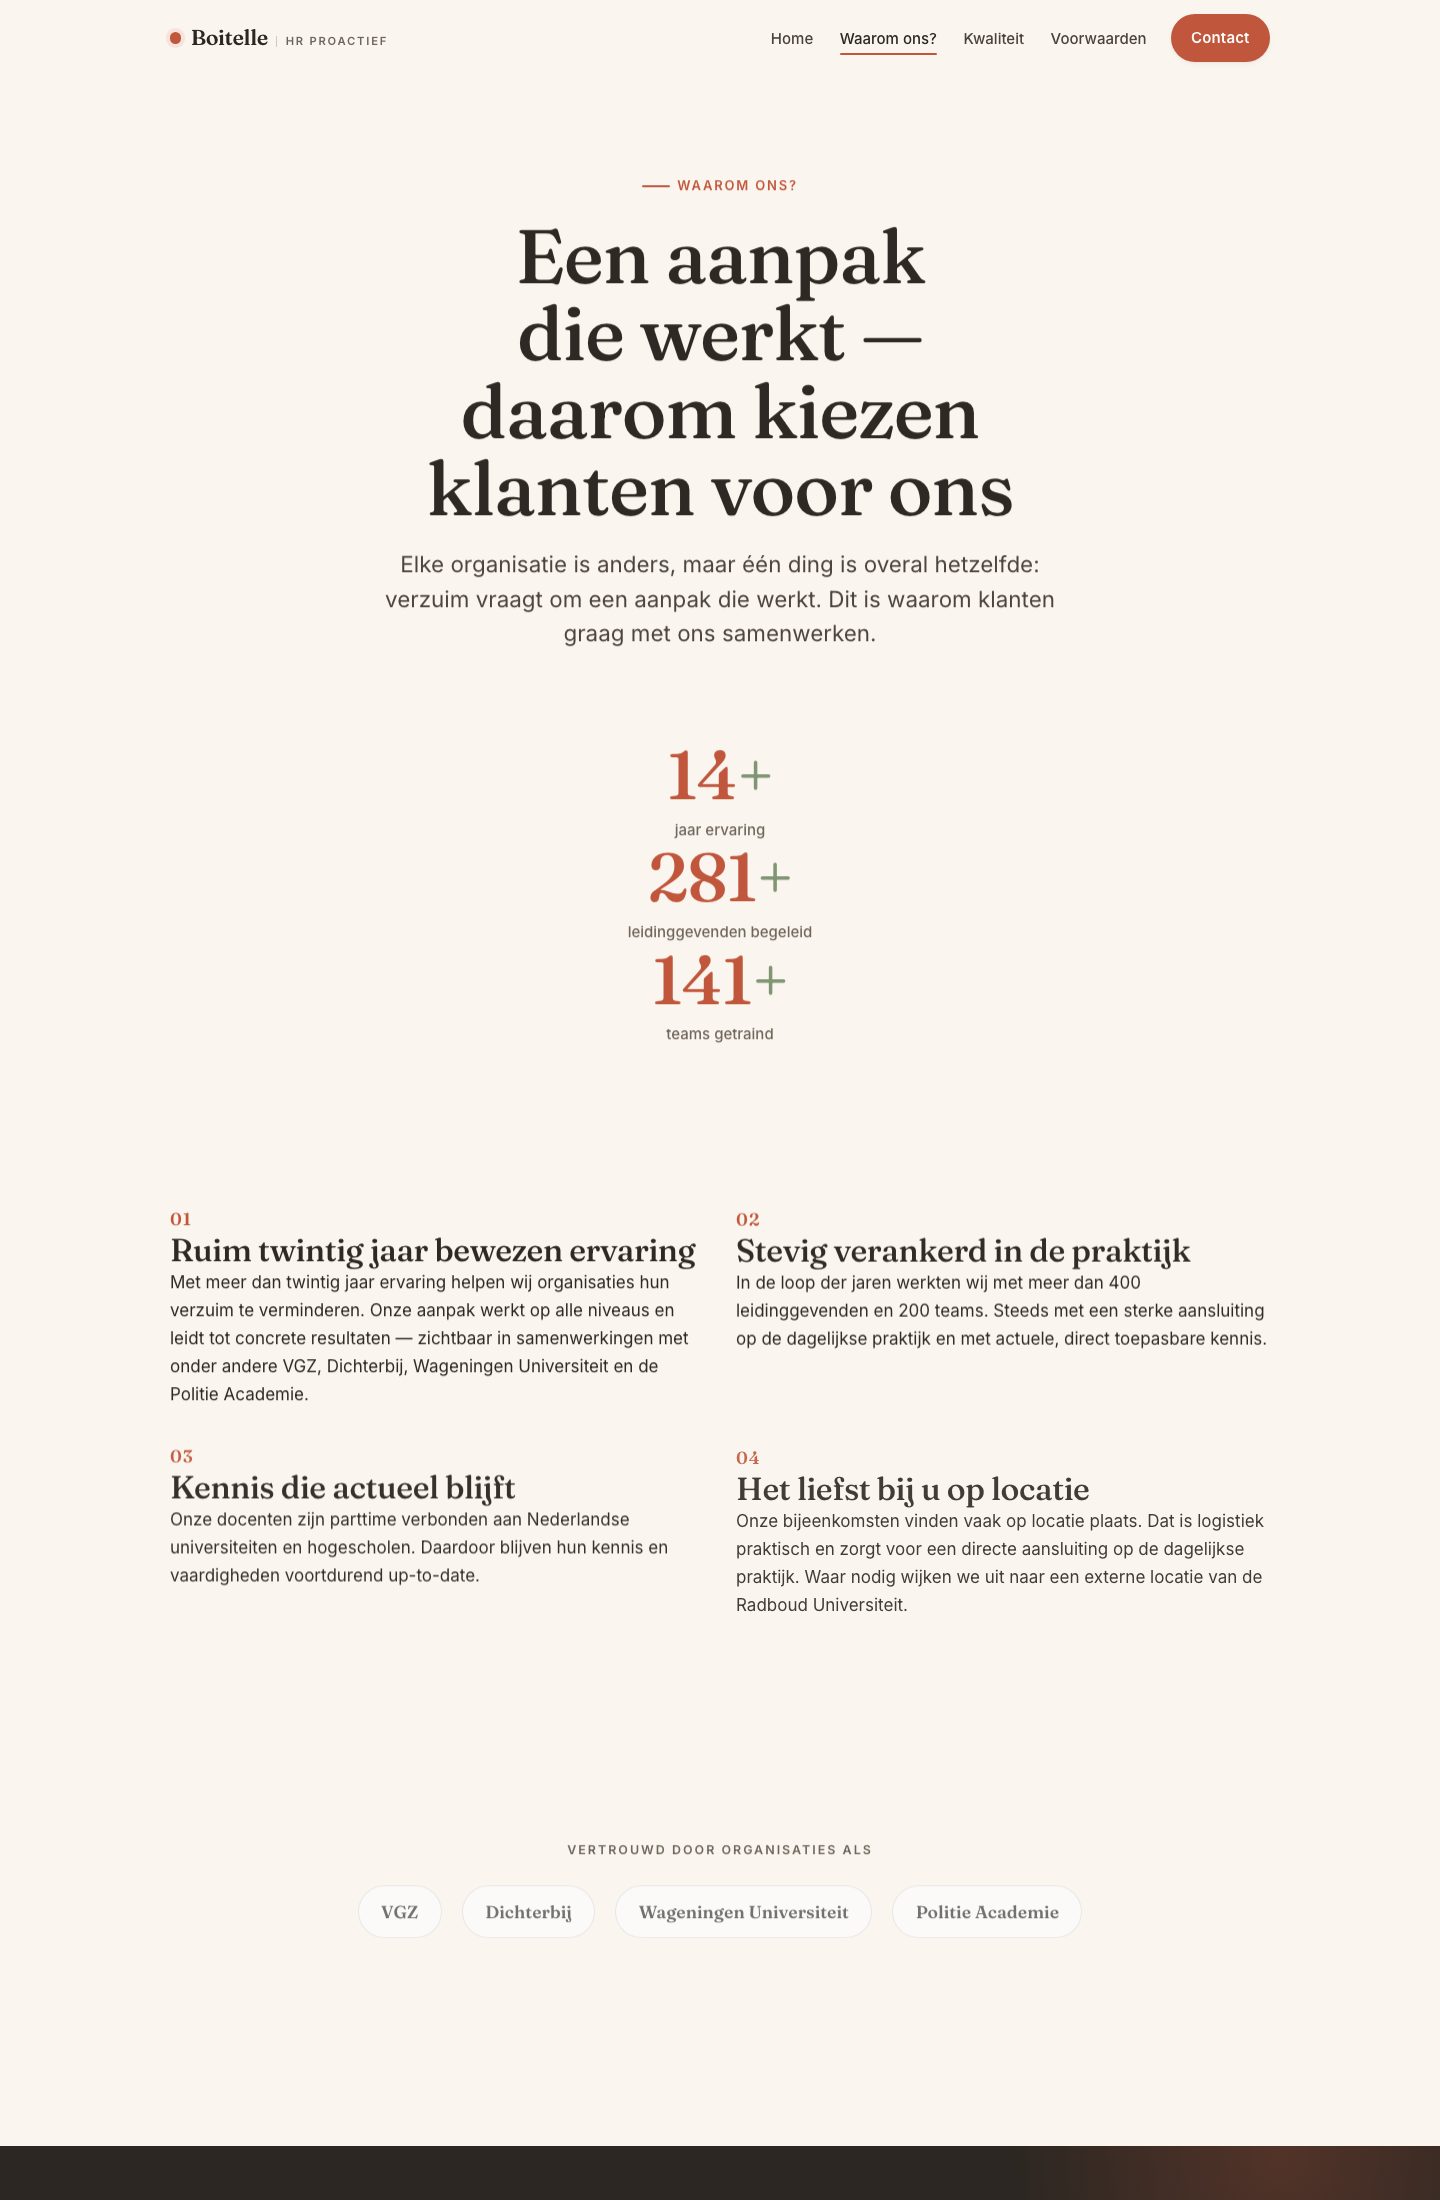 Boitelle | HR PROACTIEF
Home Waarom ons? Kwaliteit Voorwaarden Contact
WAAROM ONS?
Een aanpak
die werkt —
daarom kiezen
klanten voor ons
Elke organisatie is anders, maar één ding is overal hetzelfde:
verzuim vraagt om een aanpak die werkt. Dit is waarom klanten
graag met ons samenwerken.
14+
jaar ervaring
281+
leidinggevenden begeleid
141+
teams getraind
01
Ruim twintig jaar bewezen ervaring
Met meer dan twintig jaar ervaring helpen wij organisaties hun
verzuim te verminderen. Onze aanpak werkt op alle niveaus en
leidt tot concrete resultaten — zichtbaar in samenwerkingen met
onder andere VGZ, Dichterbij, Wageningen Universiteit en de
Politie Academie.
02
Stevig verankerd in de praktijk
In de loop der jaren werkten wij met meer dan 400
leidinggevenden en 200 teams. Steeds met een sterke aansluiting
op de dagelijkse praktijk en met actuele, direct toepasbare kennis.
03
Kennis die actueel blijft
Onze docenten zijn parttime verbonden aan Nederlandse
universiteiten en hogescholen. Daardoor blijven hun kennis en
vaardigheden voortdurend up-to-date.
04
Het liefst bij u op locatie
Onze bijeenkomsten vinden vaak op locatie plaats. Dat is logistiek
praktisch en zorgt voor een directe aansluiting op de dagelijkse
praktijk. Waar nodig wijken we uit naar een externe locatie van de
Radboud Universiteit.
VERTROUWD DOOR ORGANISATIES ALS
VGZ Dichterbij Wageningen Universiteit Politie Academie